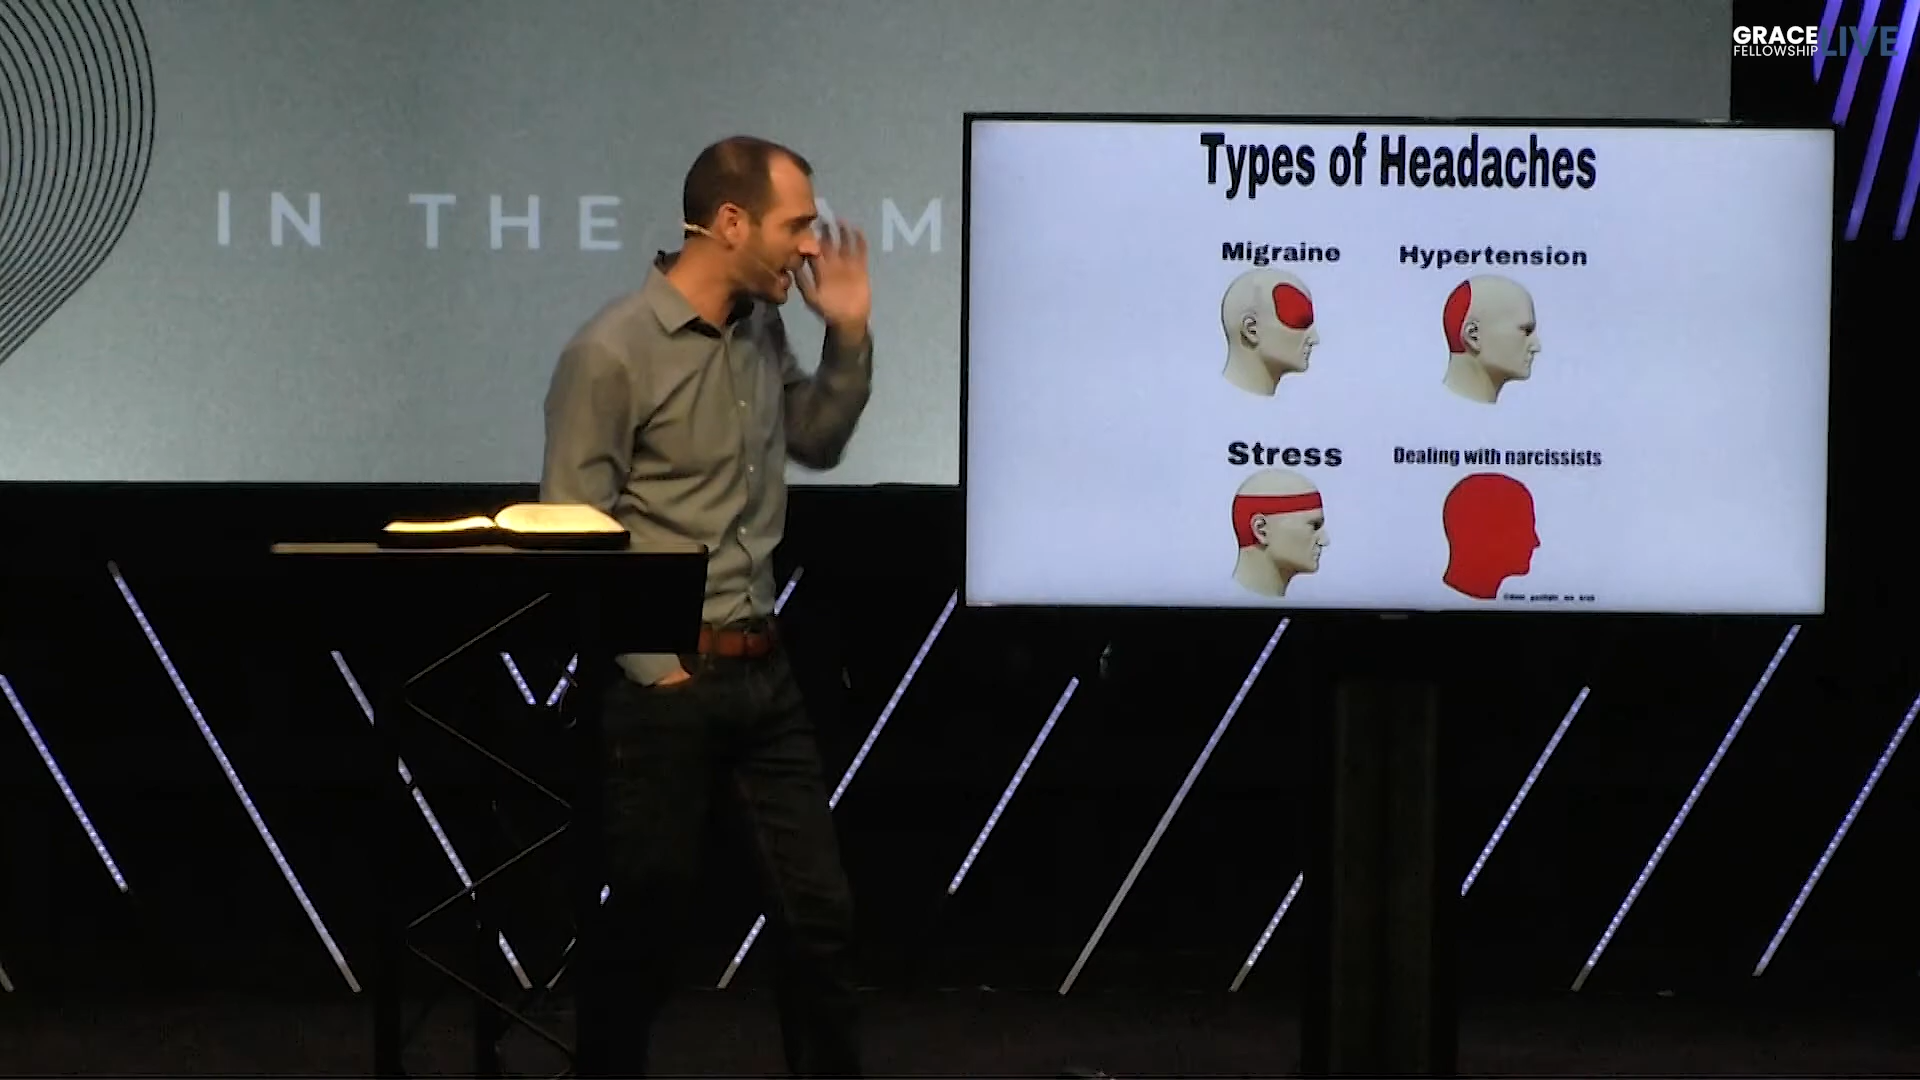 GRACE
FELLOWSHIP
LIVE
IN THE
Types of Headaches
Migraine
Hypertension
Stress
Dealing with narcissists